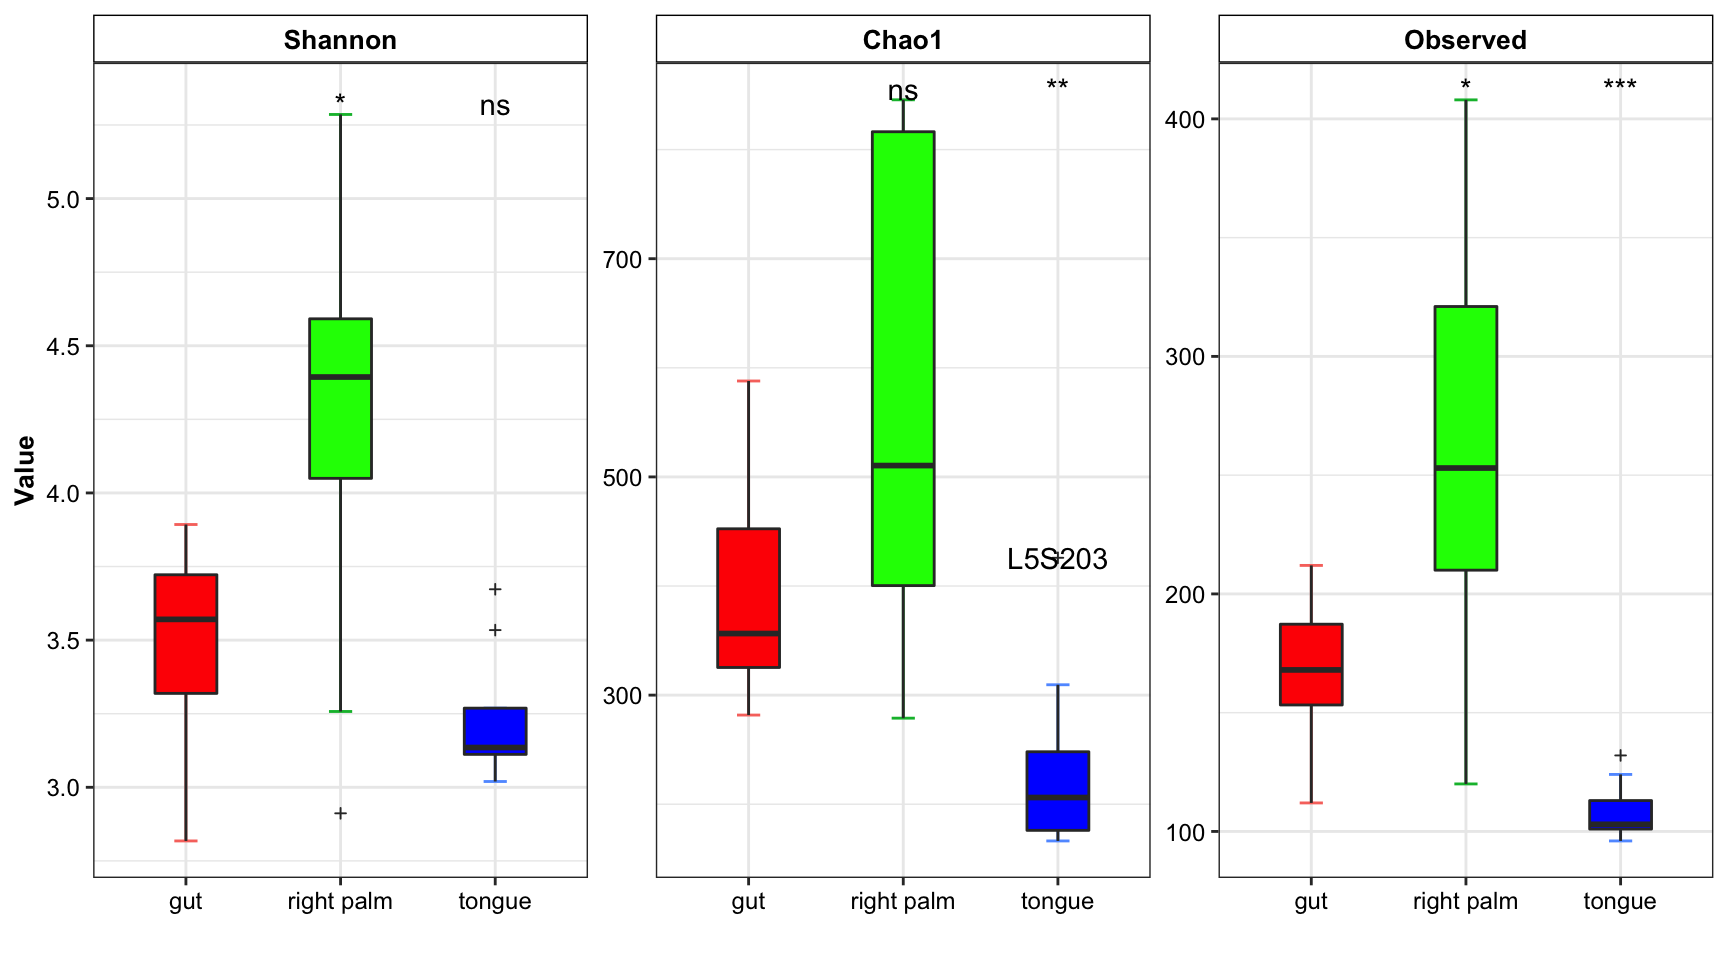 Shannon
Chao1
Observed
Value
* ns
ns **
* ***
5.0
4.5
4.0
3.5
3.0
700
500
300
L5S203
400
300
200
100
gut right palm tongue
gut right palm tongue
gut right palm tongue